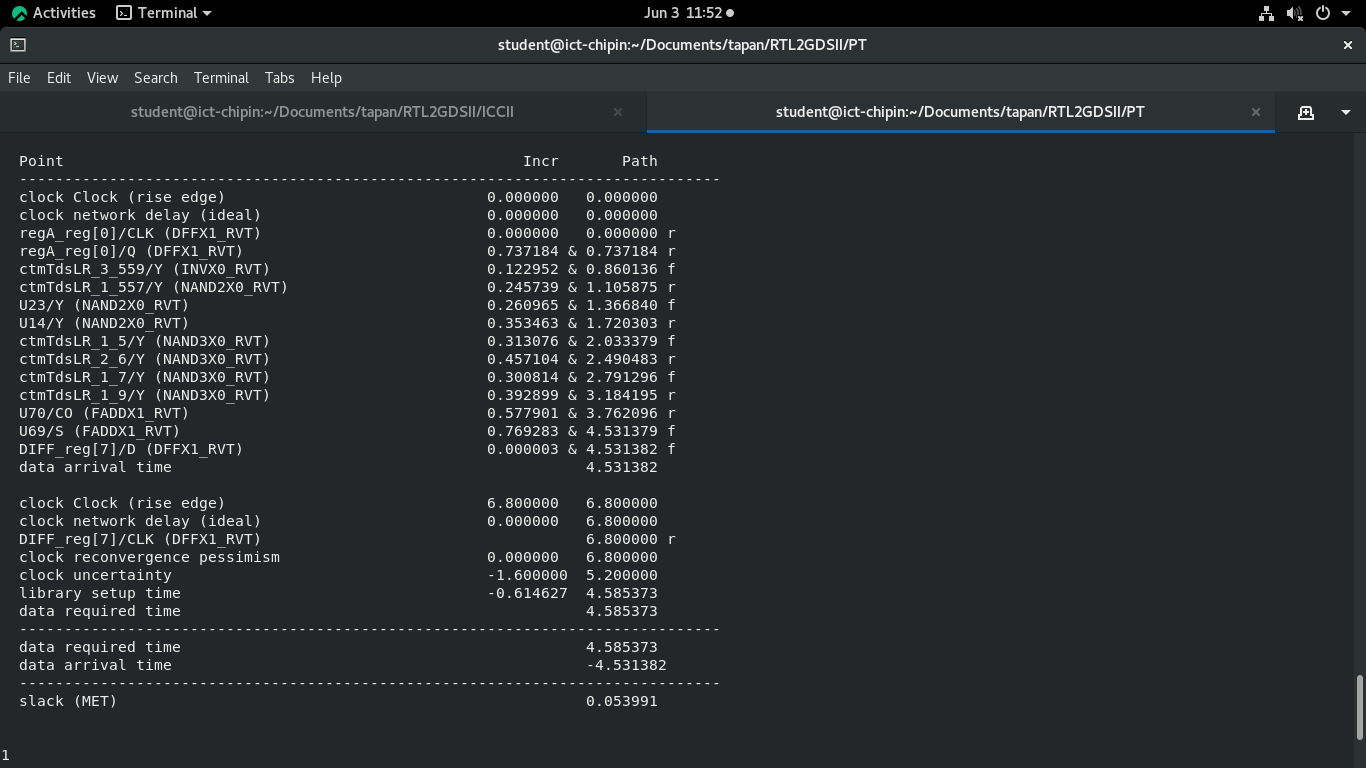 Activities Terminal Jun 3 11:52
student@ict-chipin:~/Documents/tapan/RTL2GDSII/PT ×
File Edit View Search Terminal Tabs Help
student@ict-chipin:~/Documents/tapan/RTL2GDSII/ICCII × student@ict-chipin:~/Documents/tapan/RTL2GDSII/PT ×
Point Incr Path
------------------------------------------------------------------------------
clock Clock (rise edge) 0.000000 0.000000
clock network delay (ideal) 0.000000 0.000000
regA_reg[0]/CLK (DFFX1_RVT) 0.000000 0.000000 r
regA_reg[0]/Q (DFFX1_RVT) 0.737184 & 0.737184 r
ctmTdsLR_3_559/Y (INVX0_RVT) 0.122952 & 0.860136 f
ctmTdsLR_1_557/Y (NAND2X0_RVT) 0.245739 & 1.105875 r
U23/Y (NAND2X0_RVT) 0.260965 & 1.366840 f
U14/Y (NAND2X0_RVT) 0.353463 & 1.720303 r
ctmTdsLR_1_5/Y (NAND3X0_RVT) 0.313076 & 2.033379 f
ctmTdsLR_2_6/Y (NAND3X0_RVT) 0.457104 & 2.490483 r
ctmTdsLR_1_7/Y (NAND3X0_RVT) 0.300814 & 2.791296 f
ctmTdsLR_1_9/Y (NAND3X0_RVT) 0.392899 & 3.184195 r
U70/CO (FADDX1_RVT) 0.577901 & 3.762096 r
U69/S (FADDX1_RVT) 0.769283 & 4.531379 f
DIFF_reg[7]/D (DFFX1_RVT) 0.000003 & 4.531382 f
data arrival time 4.531382
clock Clock (rise edge) 6.800000 6.800000
clock network delay (ideal) 0.000000 6.800000
DIFF_reg[7]/CLK (DFFX1_RVT) 6.800000 r
clock reconvergence pessimism 0.000000 6.800000
clock uncertainty -1.600000 5.200000
library setup time -0.614627 4.585373
data required time 4.585373
------------------------------------------------------------------------------
data required time 4.585373
data arrival time -4.531382
------------------------------------------------------------------------------
slack (MET) 0.053991
1